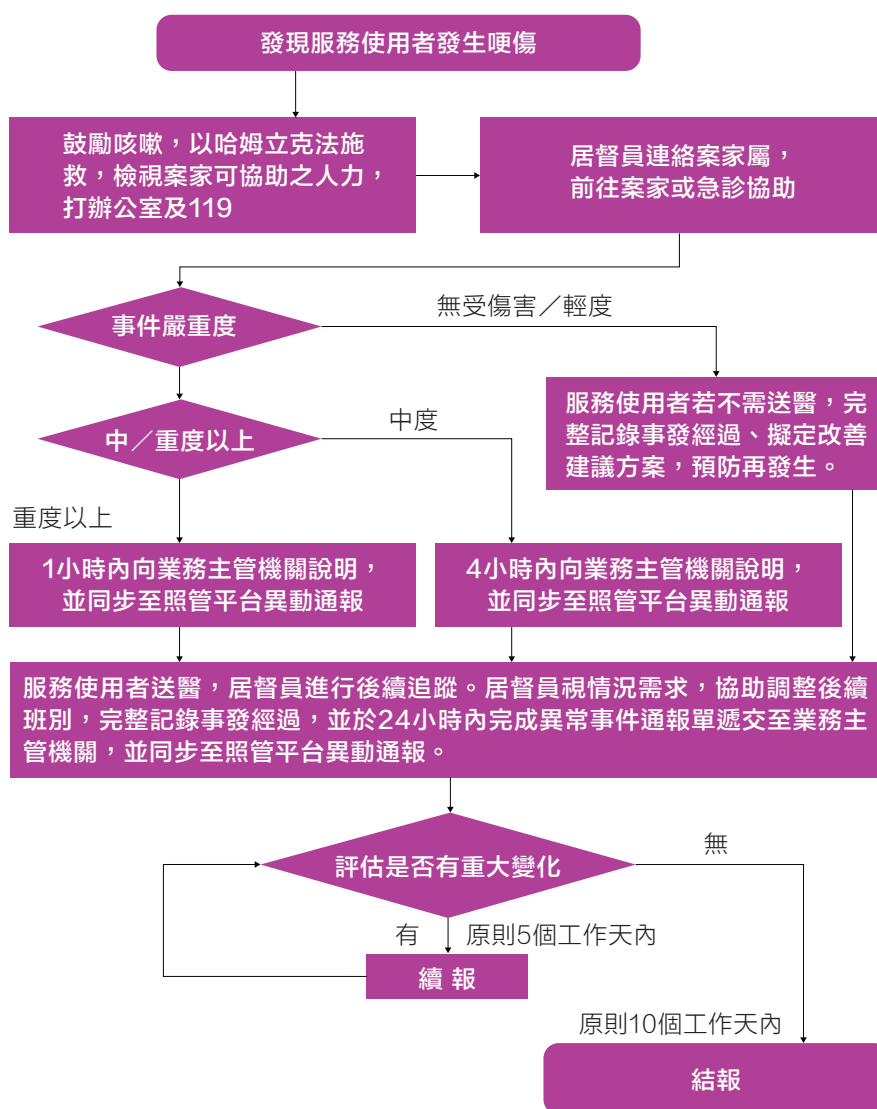 發現服務使用者發生哽傷
鼓勵咳嗽，以哈姆立克法施
救，檢視案家可協助之人力，
打辦公室及119
居督員連絡案家屬，
前往案家或急診協助
事件嚴重度
無受傷害／輕度
服務使用者若不需送醫，完
整記錄事發經過、擬定改善
建議方案，預防再發生。
中／重度以上
中度
重度以上
1小時內向業務主管機關說明，
並同步至照管平台異動通報
4小時內向業務主管機關說明，
並同步至照管平台異動通報
服務使用者送醫，居督員進行後續追蹤。居督員視情況需求，協助調整後續
班別，完整記錄事發經過，並於24小時內完成異常事件通報單遞交至業務主
管機關，並同步至照管平台異動通報。
評估是否有重大變化
無
有
原則5個工作天內
續 報
原則10個工作天內
結報